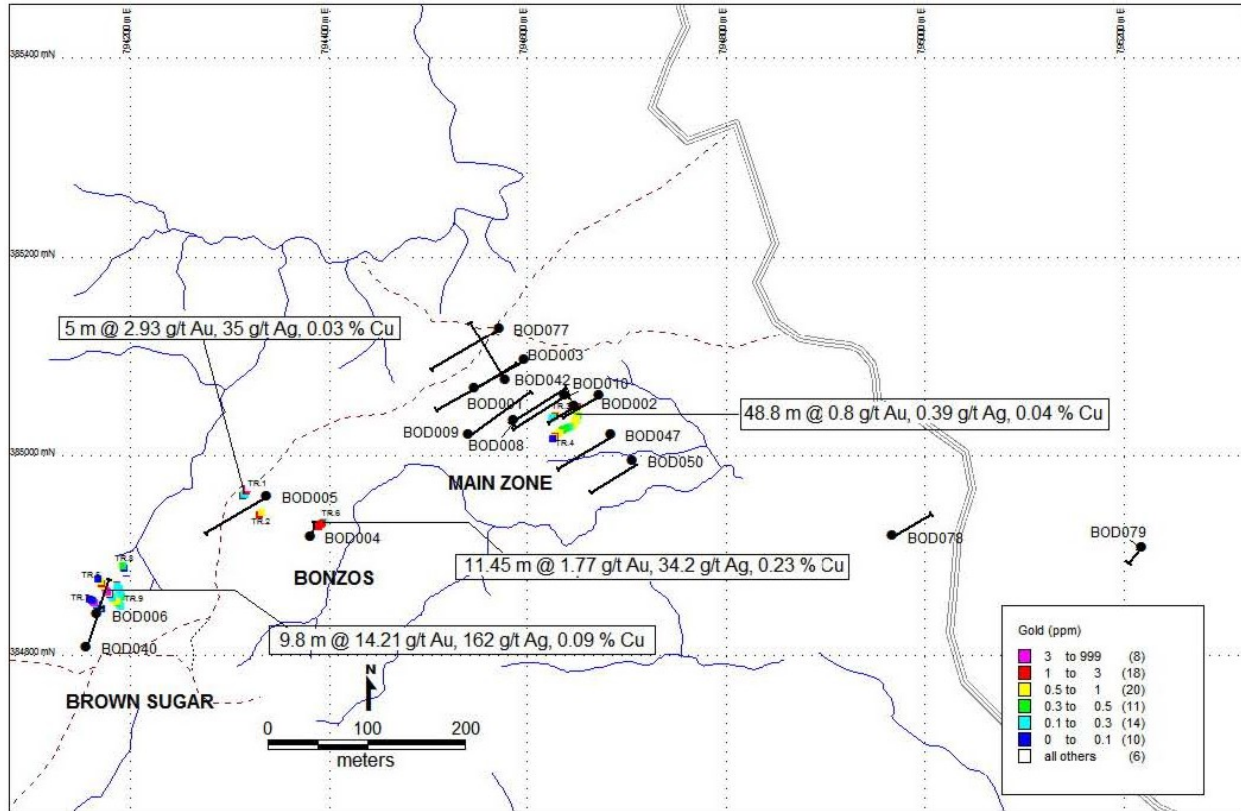 794200 mE
794400 mE
794600 mE
794800 mE
795000 mE
795200 mE
385400 mN
385200 mN
5 m @ 2.93 g/t Au, 35 g/t Ag, 0.03 % Cu
BOD077
BOD003
BOD042
BOD010
BOD001
TR.3
BOD002
48.8 m @ 0.8 g/t Au, 0.39 g/t Ag, 0.04 % Cu
BOD009
BOD008
TR.4
BOD047
385000 mN
BOD050
MAIN ZONE
TR.1
BOD005
TR.2
TR.6
BOD004
BOD078
BOD079
11.45 m @ 1.77 g/t Au, 34.2 g/t Ag, 0.23 % Cu
TR.8
BONZOS
TR.5
TR.7
TR.9
BOD006
9.8 m @ 14.21 g/t Au, 162 g/t Ag, 0.09 % Cu
BOD040
384800 mN
N
BROWN SUGAR
0 100 200
meters
Gold (ppm)
3 to 999 (8)
1 to 3 (18)
0.5 to 1 (20)
0.3 to 0.5 (11)
0.1 to 0.3 (14)
0 to 0.1 (10)
all others (6)